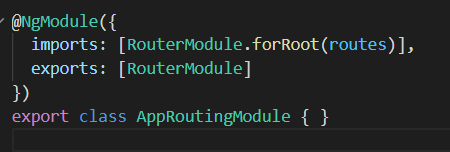 @NgModule({
  imports: [RouterModule.forRoot(routes)],
  exports: [RouterModule]
})
export class AppRoutingModule { }